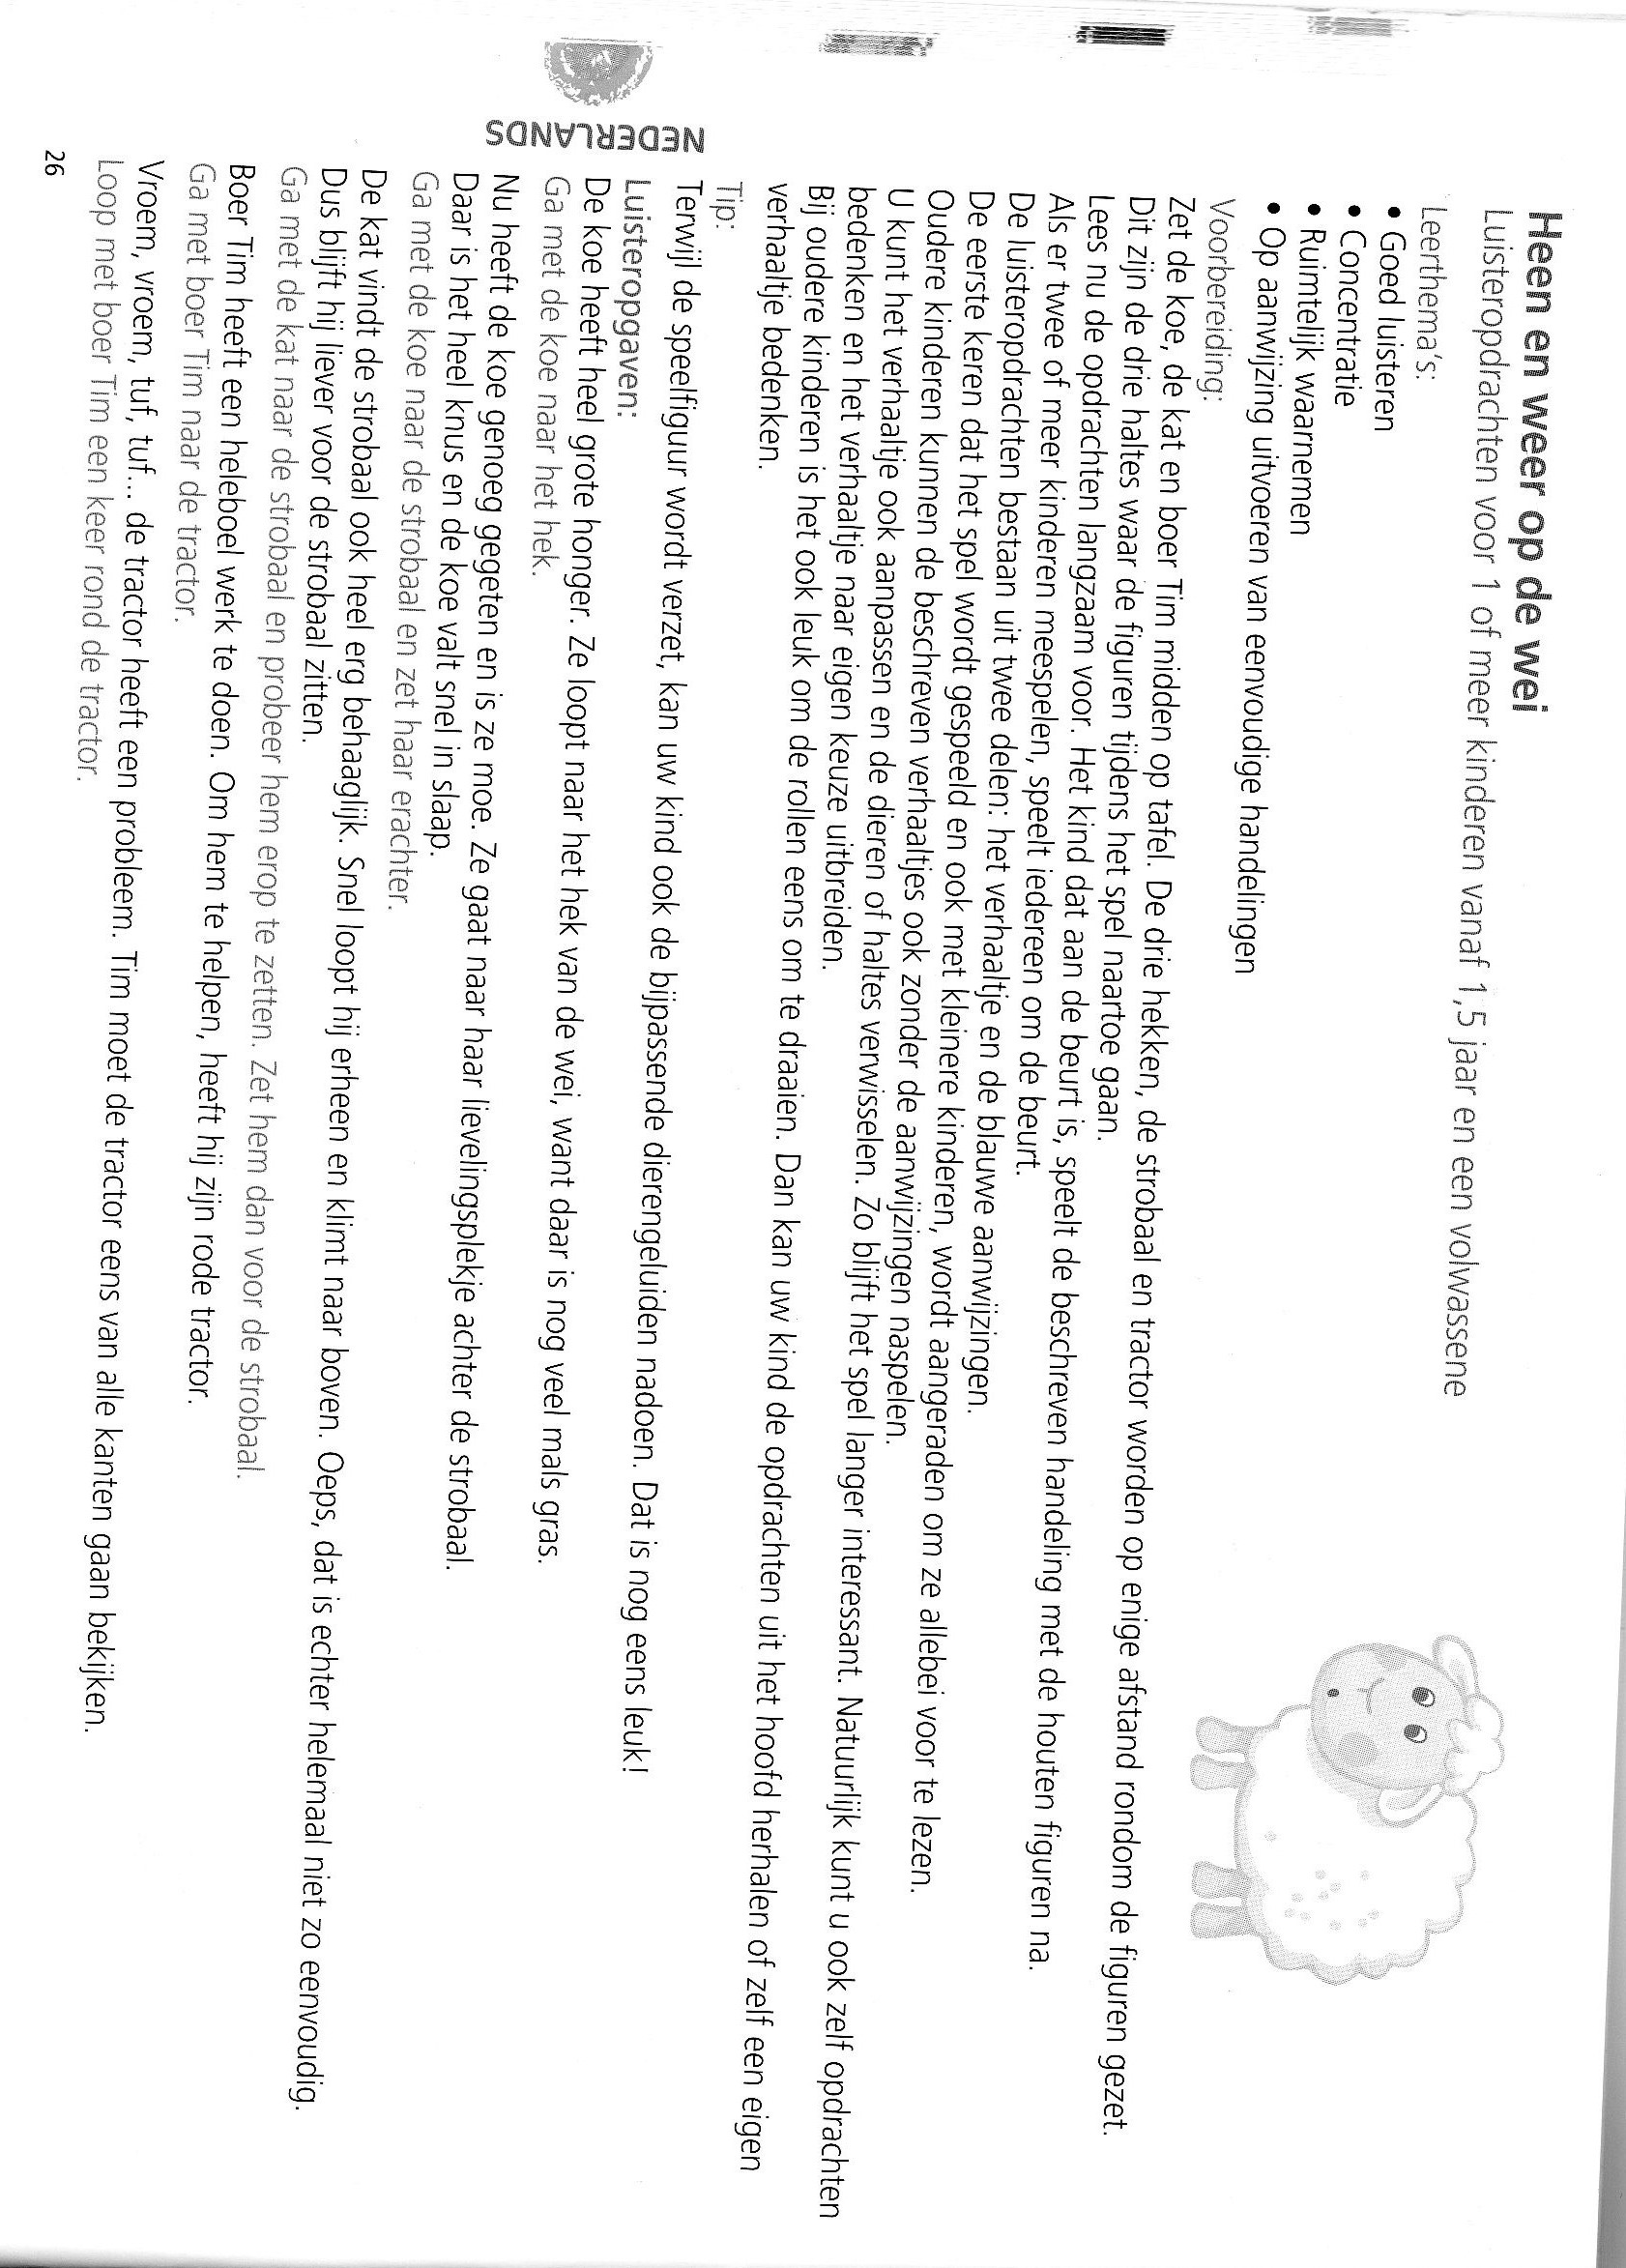 Heen en weer op de wei
Luisteropdrachten voor 1 of meer kinderen vanaf 1,5 jaar en een volwassene
Leerthema's:
• Goed luisteren
• Concentratie
• Ruimtelijk waarnemen
• Op aanwijzing uitvoeren van eenvoudige handelingen
Voorbereiding:
Zet de koe, de kat en boer Tim midden op tafel. De drie hekken, de strobaal en tractor worden op enige afstand rondom de figuren gezet.
Dit zijn de drie haltes waar de figuren tijdens het spel naartoe gaan.
Lees nu de opdrachten langzaam voor. Het kind dat aan de beurt is, speelt de beschreven handeling met de houten figuren na.
Als er twee of meer kinderen meespelen, speelt iedereen om de beurt.
De luisteropdrachten bestaan uit twee delen: het verhaaltje en de blauwe aanwijzingen.
De eerste keren dat het spel wordt gespeeld en ook met kleinere kinderen, wordt aangeraden om ze allebei voor te lezen.
Oudere kinderen kunnen de beschreven verhaaltjes ook zonder de aanwijzingen naspelen.
U kunt het verhaaltje ook aanpassen en de dieren of haltes verwisselen. Zo blijft het spel langer interessant. Natuurlijk kunt u ook zelf opdrachten
bedenken en het verhaaltje naar eigen keuze uitbreiden.
Bij oudere kinderen is het ook leuk om de rollen eens om te draaien. Dan kan uw kind de opdrachten uit het hoofd herhalen of zelf een eigen
verhaaltje bedenken.
Tip:
Terwijl de speelfiguur wordt verzet, kan uw kind ook de bijpassende dierengeluiden nadoen. Dat is nog eens leuk!
Luisteropgaven:
De koe heeft heel grote honger. Ze loopt naar het hek van de wei, want daar is nog veel mals gras.
Ga met de koe naar het hek.
Nu heeft de koe genoeg gegeten en is ze moe. Ze gaat naar haar lievelingsplekje achter de strobaal.
Daar is het heel knus en de koe valt snel in slaap.
Ga met de koe naar de strobaal en zet haar erachter.
De kat vindt de strobaal ook heel erg behaaglijk. Snel loopt hij erheen en klimt naar boven. Oeps, dat is echter helemaal niet zo eenvoudig.
Dus blijft hij liever voor de strobaal zitten.
Ga met de kat naar de strobaal en probeer hem erop te zetten. Zet hem dan voor de strobaal.
Boer Tim heeft een heleboel werk te doen. Om hem te helpen, heeft hij zijn rode tractor.
Ga met boer Tim naar de tractor.
Vroem, vroem, tuf, tuf... de tractor heeft een probleem. Tim moet de tractor eens van alle kanten gaan bekijken.
Loop met boer Tim een keer rond de tractor.
26
NEDERLANDS